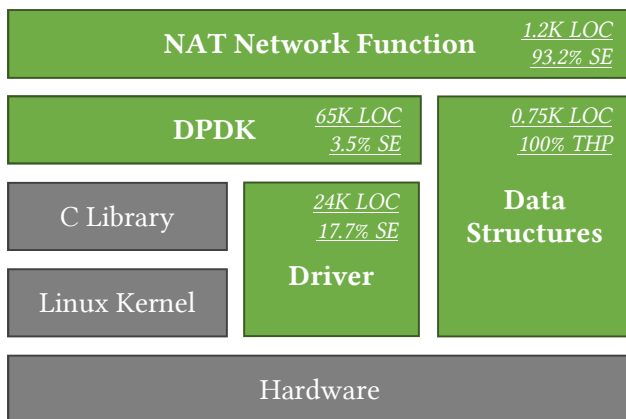 NAT Network Function
1.2K LOC
93.2% SE
DPDK
65K LOC
3.5% SE
0.75K LOC
100% THP
Data
Structures
C Library
24K LOC
17.7% SE
Driver
Linux Kernel
Hardware